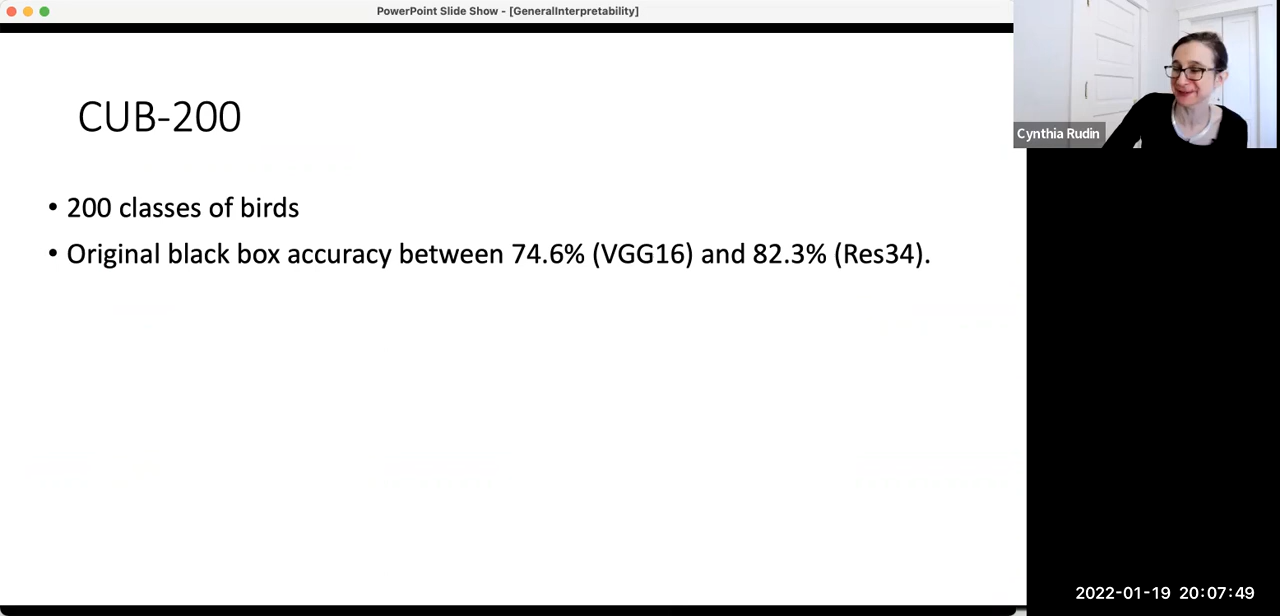 PowerPoint Slide Show - [GeneralInterpretability]
CUB-200
• 200 classes of birds
• Original black box accuracy between 74.6% (VGG16) and 82.3% (Res34).
Cynthia Rudin
2022-01-19 20:07:49